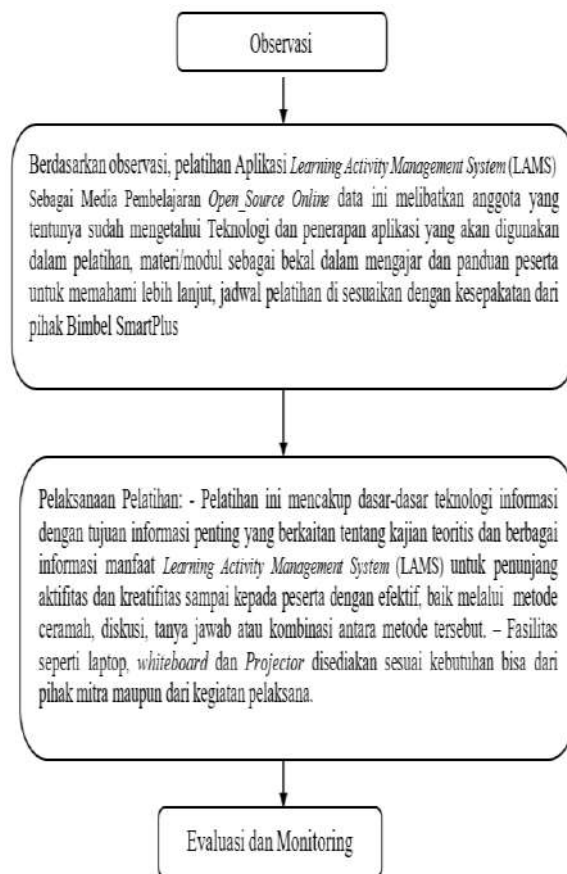 Observasi
Berdasarkan observasi, pelatihan Aplikasi Learning Activity Management System (LAMS)
Sebagai Media Pembelajaran Open_Source Online data ini melibatkan anggota yang
tentunya sudah mengetahui Teknologi dan penerapan aplikasi yang akan digunakan
dalam pelatihan, materi/modul sebagai bekal dalam mengajar dan panduan peserta
untuk memahami lebih lanjut, jadwal pelatihan di sesuaikan dengan kesepakatan dari
pihak Bimbel SmartPlus
Pelaksanaan Pelatihan: - Pelatihan ini mencakup dasar-dasar teknologi informasi
dengan tujuan informasi penting yang berkaitan tentang kajian teoritis dan berbagai
informasi manfaat Learning Activity Management System (LAMS) untuk penunjang
aktifitas dan kreatifitas sampai kepada peserta dengan efektif, baik melalui metode
ceramah, diskusi, tanya jawab atau kombinasi antara metode tersebut. – Fasilitas
seperti laptop, whiteboard dan Projector disediakan sesuai kebutuhan bisa dari
pihak mitra maupun dari kegiatan pelaksana.
Evaluasi dan Monitoring